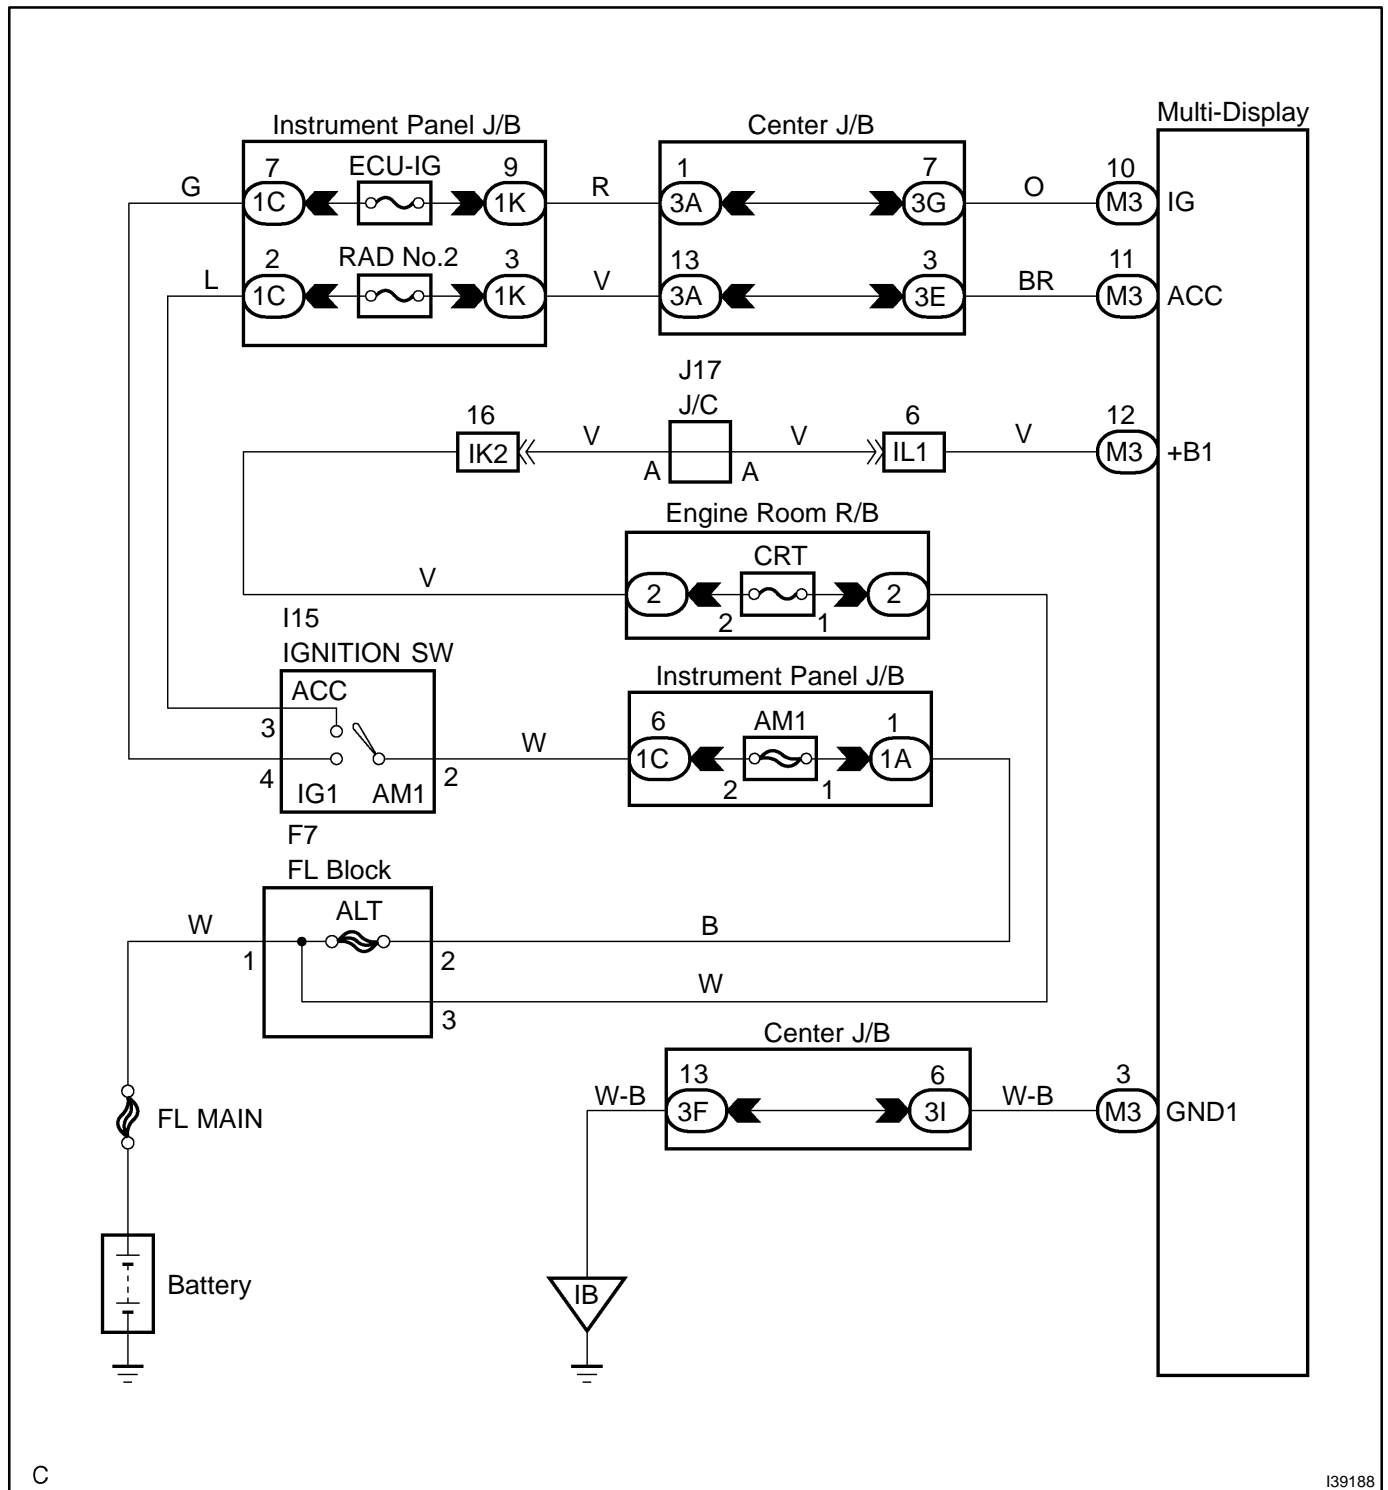 Multi-Display
Instrument Panel J/B
Center J/B
7
ECU-IG
9
1
7
10
G
1C
1K
R
3A
3G
O
M3
IG
2
RAD No.2
3
13
3
11
L
1C
1K
V
3A
3E
BR
M3
ACC
J17
J/C
16
6
12
IK2
V
V
IL1
V
M3
+B1
A
A
Engine Room R/B
CRT
V
2
2
2
1
I15
IGNITION SW
Instrument Panel J/B
ACC
3
6
AM1
1
W
1C
1A
4
IG1
AM1
2
2
1
F7
FL Block
W
ALT
B
1
2
W
3
Center J/B
13
6
3
W-B
3F
3I
W-B
M3
GND1
FL MAIN
Battery
IB
C
I39188